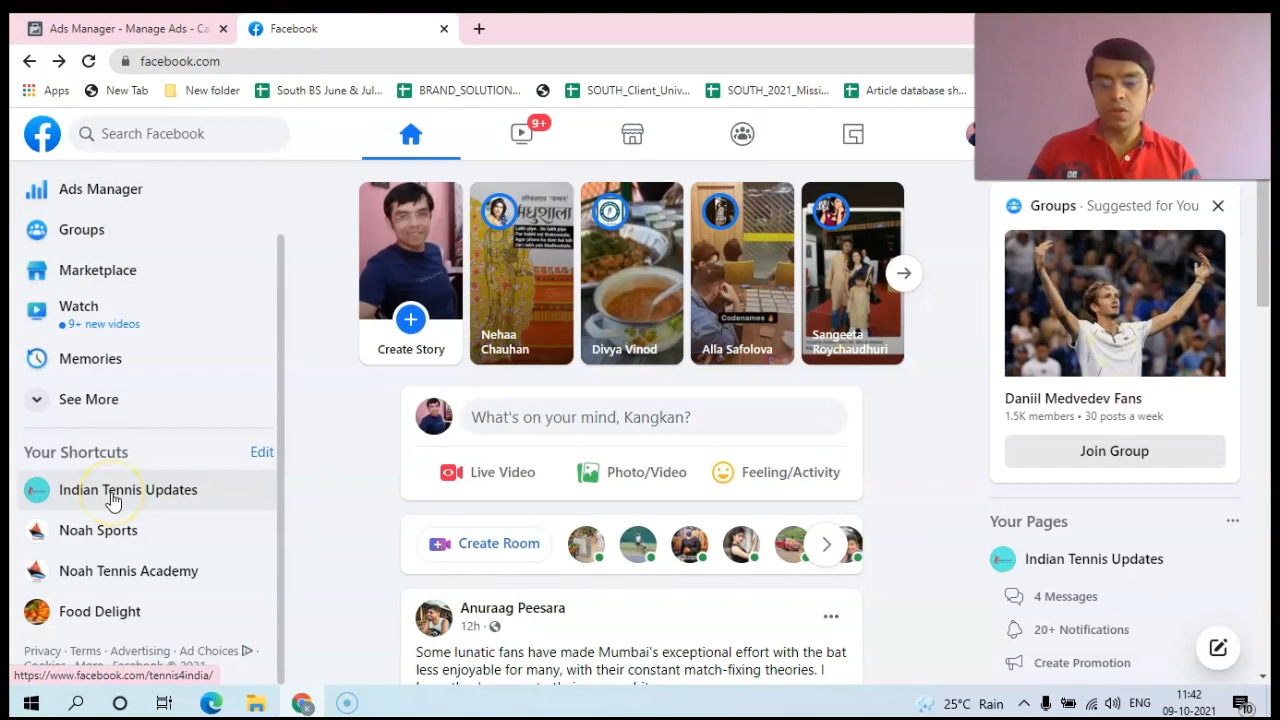 Ads Manager - Manage Ads - Ca
Facebook
facebook.com
Apps
New Tab
New folder
South BS June & Jul...
BRAND_SOLUTION...
SOUTH_Client_Univ...
SOUTH_2021_Missi...
Article database sh...
Search Facebook
9+
Ads Manager
Groups
Marketplace
Watch
9+ new videos
Memories
See More
Your Shortcuts
Edit
Indian Tennis Updates
Noah Sports
Noah Tennis Academy
Food Delight
Privacy · Terms · Advertising · Ad Choices ·
Cookies · More · Facebook © 2021
https://www.facebook.com/tennis4india/
Create Story
मधुशाला
Nehaa
Chauhan
Divya Vinod
Codenames
Alla Safolova
Sangeeta
Roychaudhuri
What's on your mind, Kangkan?
Live Video
Photo/Video
Feeling/Activity
Create Room
Anuraag Peesara
12h ·
Some lunatic fans have made Mumbai's exceptional effort with the bat
less enjoyable for many, with their constant match-fixing theories. I
Groups · Suggested for You
Daniil Medvedev Fans
1.5K members • 30 posts a week
Join Group
Your Pages
Indian Tennis Updates
4 Messages
20+ Notifications
Create Promotion
25°C Rain
ENG
11:42
09-10-2021
10